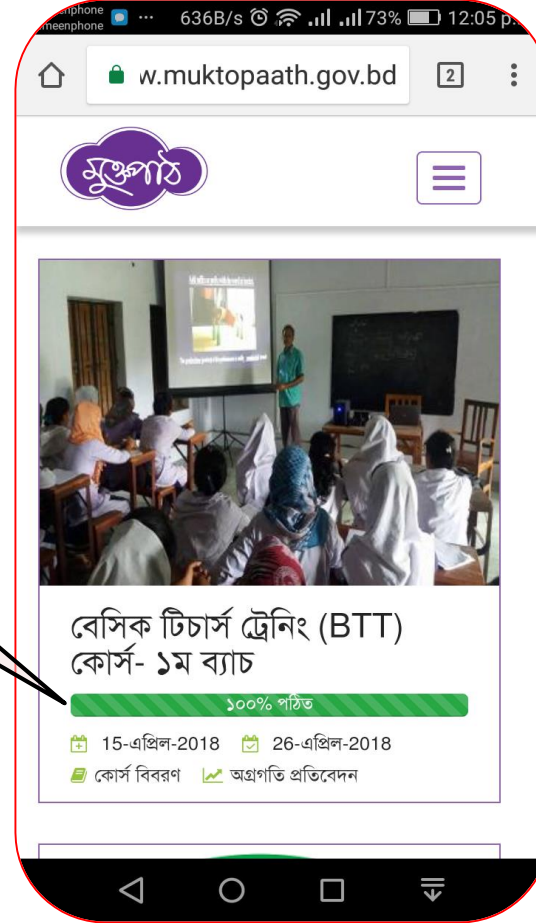 636B/s 73% 12:05 p..
w.muktopaath.gov.bd 2
মুক্তপাঠ
বেসিক টিচার্স ট্রেনিং (BTT)
কোর্স- ১ম ব্যাচ
১০০% পঠিত
15-এপ্রিল-2018 26-এপ্রিল-2018
কোর্স বিবরণ অগ্রগতি প্রতিবেদন